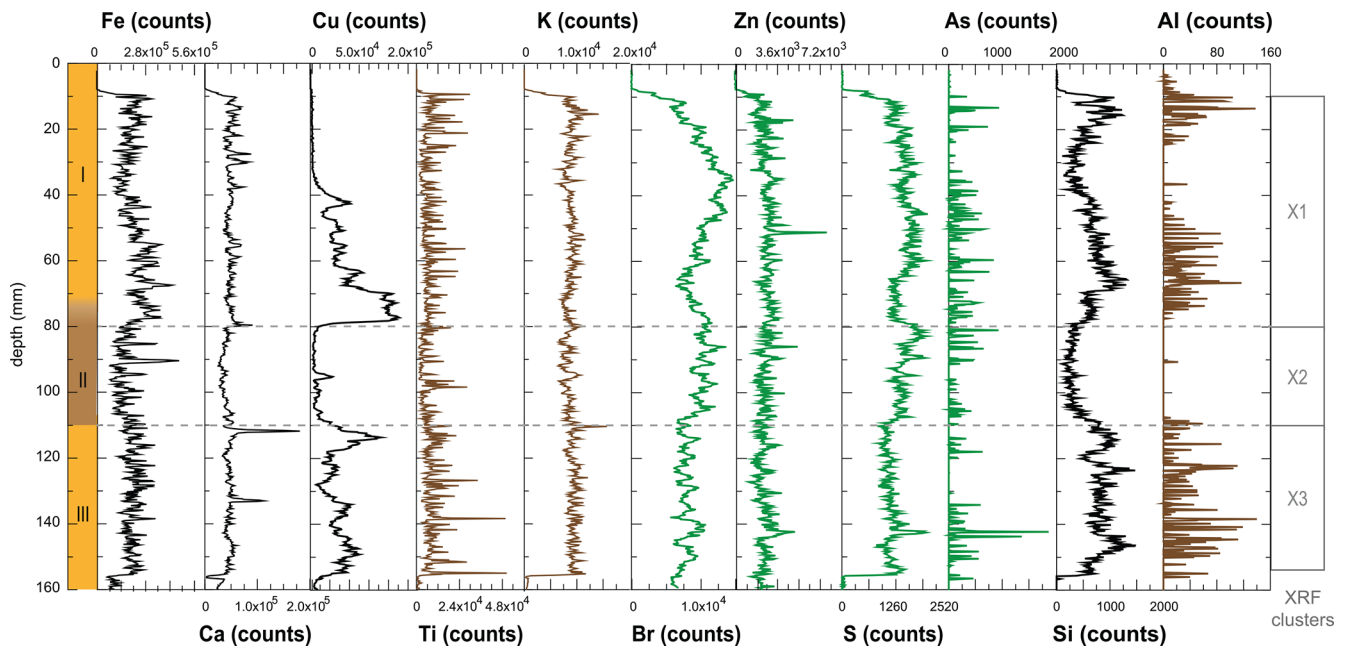 Fe (counts) Cu (counts) K (counts) Zn (counts) As (counts) Al (counts)
0 2.8x10⁵ 5.6x10⁵ 0 5.0x10⁴ 2.0x10⁵ 0 1.0x10⁴ 2.0x10⁴ 0 3.6x10³ 7.2x10³ 0 1000 2000 0 80 160
0
20
I
40
X1
60
depth (mm)
80
II
X2
100
120
III
X3
140
160
0 1.0x10⁵ 2.0x10⁵ 0 2.4x10⁴ 4.8x10⁴ 0 1.0x10⁴ 0 1260 2520 0 1000 2000
XRF
clusters
Ca (counts) Ti (counts) Br (counts) S (counts) Si (counts)